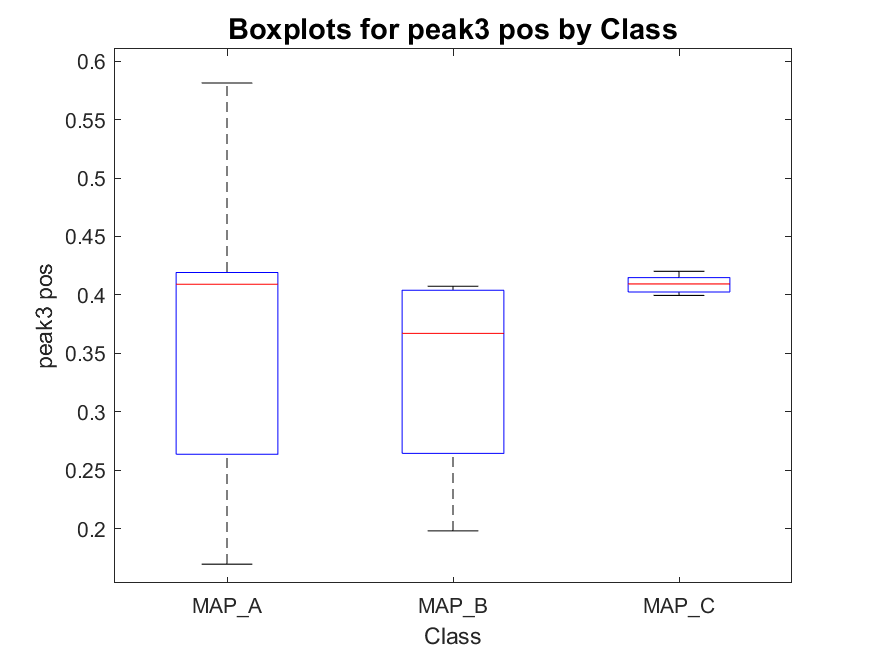 Boxplots for peak3 pos by Class
0.6
0.55
0.5
0.45
0.4
0.35
0.3
0.25
0.2
peak3 pos
MAP_A MAP_B MAP_C
Class